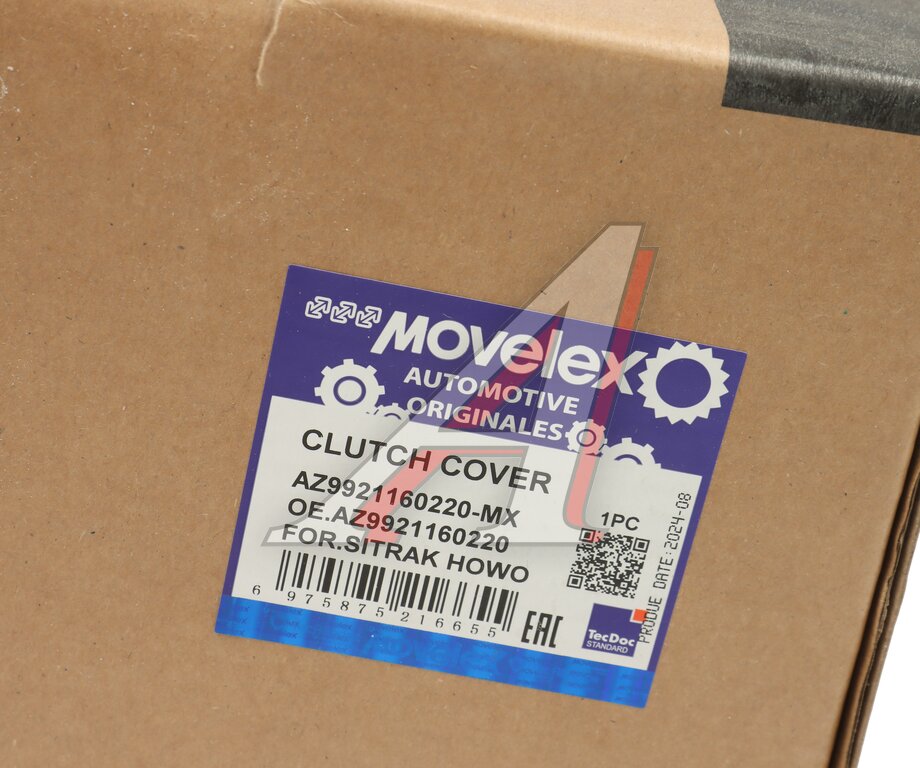 MOVelex
AUTOMOTIVE
ORIGINALES
CLUTCH COVER
AZ9921160220-MX
OE.AZ9921160220
FOR.SITRAK HOWO
1PC
6 975875 216655
EAC
TecDoc
STANDARD
PRODUE DATE:2024-08